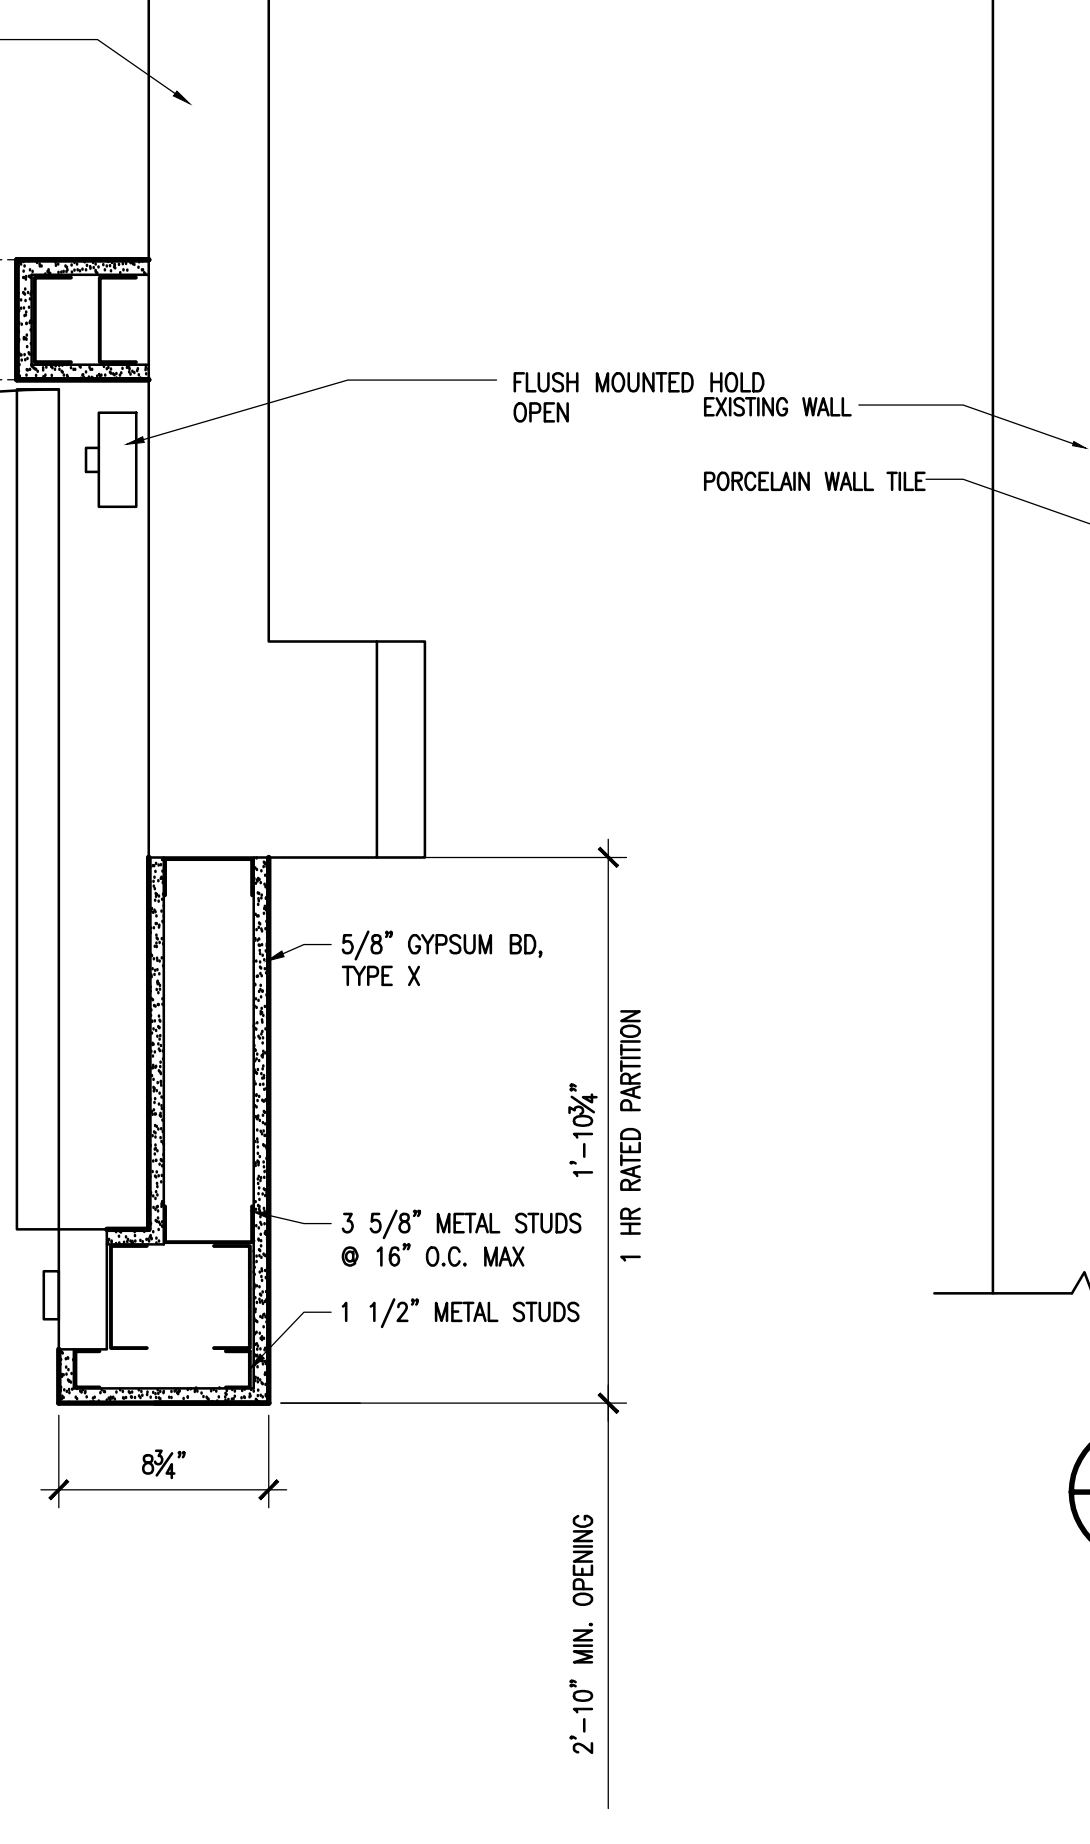 FLUSH MOUNTED HOLD
OPEN
EXISTING WALL
PORCELAIN WALL TILE
5/8" GYPSUM BD,
TYPE X
1'-10¾"
1 HR RATED PARTITION
3 5/8" METAL STUDS
@ 16" O.C. MAX
1 1/2" METAL STUDS
8¾"
2'-10" MIN. OPENING